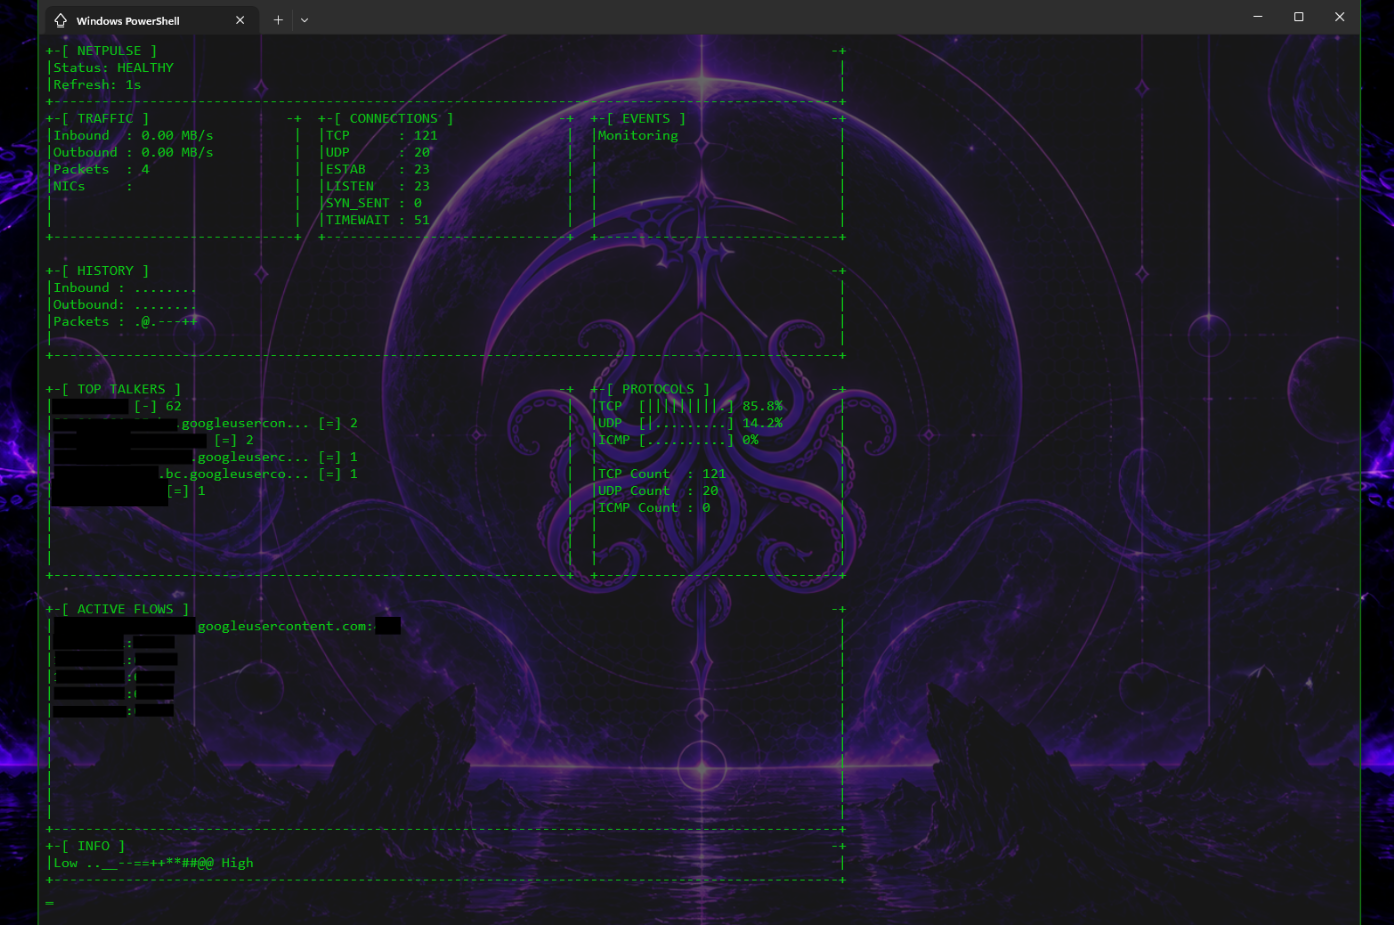 Windows PowerShell
+-[ NETPULSE ] -+
|Status: HEALTHY |
|Refresh: 1s |
+-[ TRAFFIC ] -+ +-[ CONNECTIONS ] -+ +-[ EVENTS ] -+
|Inbound : 0.00 MB/s | |TCP : 121 | |Monitoring |
|Outbound : 0.00 MB/s | |UDP : 20 | | |
|Packets : 4 | |ESTAB : 23 | | |
|NICs : | |LISTEN : 23 | | |
| | |SYN_SENT : 0 | | |
| | |TIMEWAIT : 51 | | |
+-[ HISTORY ] -+
|Inbound : ........ |
|Outbound: ........ |
|Packets : .@.---++ |
+-[ TOP TALKERS ] -+ +-[ PROTOCOLS ] -+
| [-] 62 | |TCP [|||||||||.] 85.8% |
| .googleusercon... [=] 2 | |UDP [|.........] 14.2% |
| [=] 2 | |ICMP [..........] 0% |
| .googleuserc... [=] 1 | | |
| .bc.googleuserco... [=] 1 | |TCP Count : 121 |
| [=] 1 | |UDP Count : 20 |
| | |ICMP Count : 0 |
+-[ ACTIVE FLOWS ] -+
| googleusercontent.com: |
| : |
| : |
| : |
| : |
| : |
+-[ INFO ] -+
|Low ..__--==++**##@@ High |